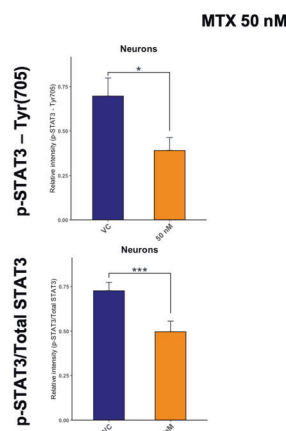 MTX 50 nM
Neurons
*
p-STAT3 – Tyr(705)
Relative intensity (p-STAT3 - Tyr705)
0.75
0.50
0.25
0.00
VC
50 nM
Neurons
***
p-STAT3/Total STAT3
Relative intensity (p-STAT3/Total STAT3)
0.75
0.50
0.25
0.00
VC
nM